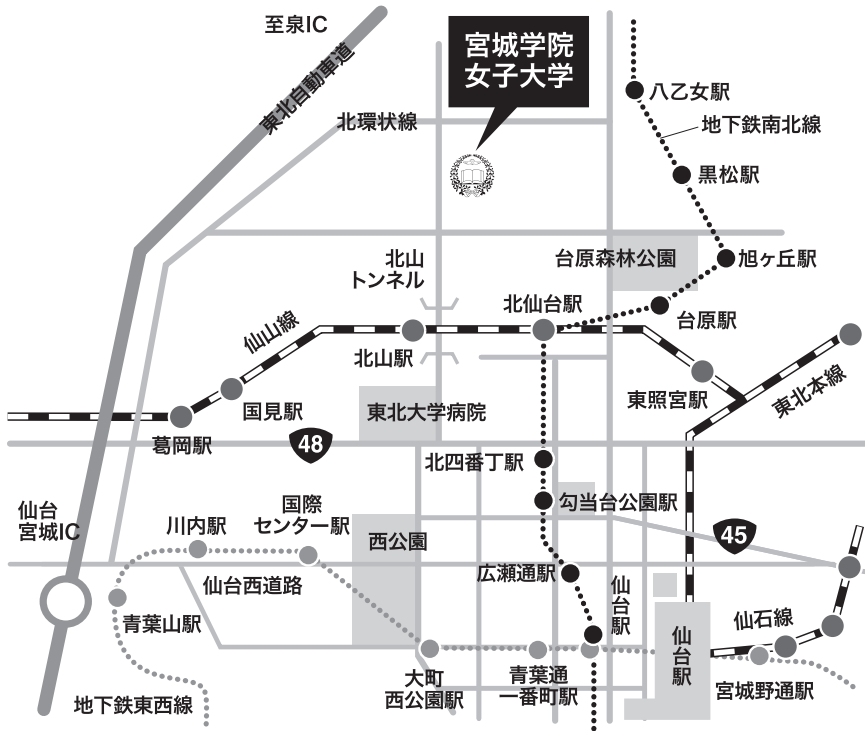 至泉IC
宮城学院
女子大学
東北自動車道
北環状線
八乙女駅
地下鉄南北線
黒松駅
北山
トンネル
台原森林公園
旭ヶ丘駅
北仙台駅
台原駅
仙山線
北山駅
国見駅
東照宮駅
東北本線
東北大学病院
葛岡駅
48
北四番丁駅
仙台
宮城IC
国際
センター駅
勾当台公園駅
川内駅
西公園
45
広瀬通駅
仙台西道路
仙台駅
青葉山駅
仙台駅
仙石線
大町
西公園駅
青葉通
一番町駅
宮城野通駅
地下鉄東西線